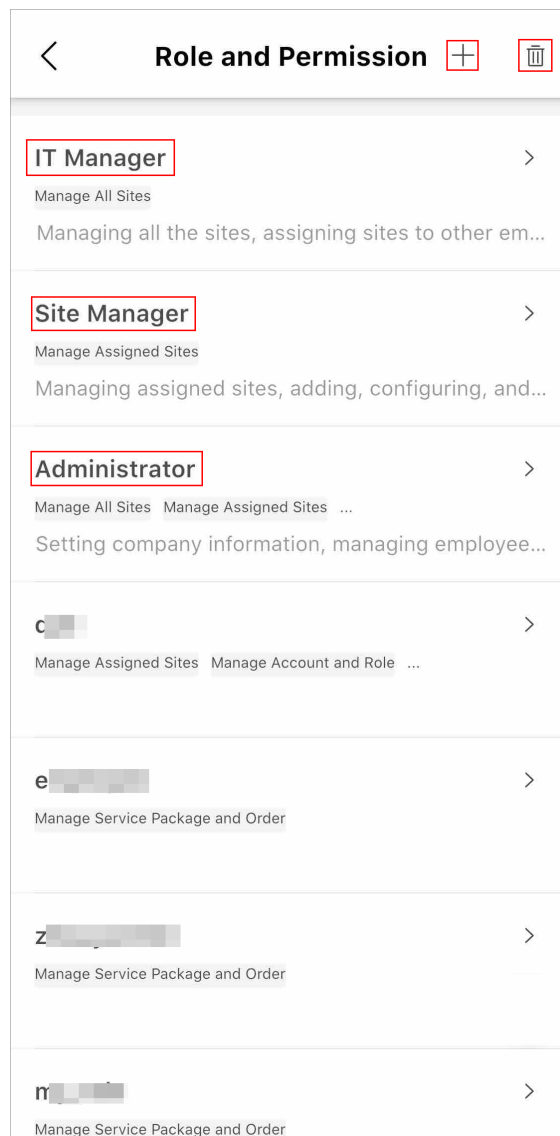 Role and Permission
IT Manager
Manage All Sites
Managing all the sites, assigning sites to other em...
Site Manager
Manage Assigned Sites
Managing assigned sites, adding, configuring, and...
Administrator
Manage All Sites Manage Assigned Sites ...
Setting company information, managing employee...
Manage Assigned Sites Manage Account and Role ...
Manage Service Package and Order
Manage Service Package and Order
Manage Service Package and Order